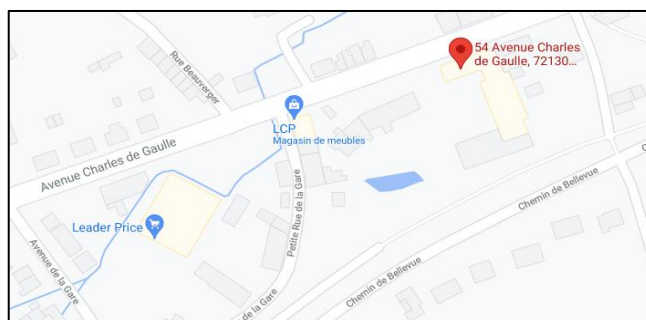 54 Avenue Charles
de Gaulle, 72130...
Rue Beauverger
LCP
Magasin de meubles
Avenue Charles de Gaulle
Leader Price
Petite Rue de la Gare
Chemin de Bellevue
Avenue de la Gare
de la Gare
Chemin de Bellevue
C